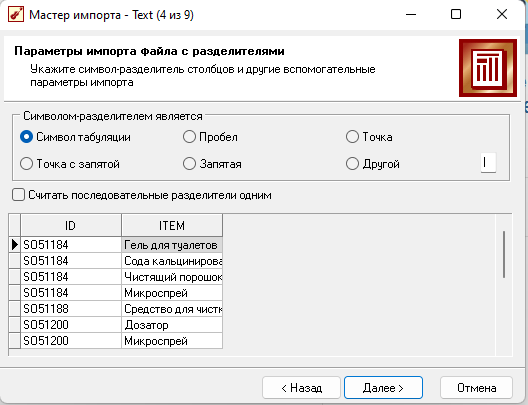 Мастер импорта - Text (4 из 9)
Параметры импорта файла с разделителями
Укажите символ-разделитель столбцов и другие вспомогательные
параметры импорта
Символом-разделителем является
Символ табуляции Пробел Точка
Точка с запятой Запятая Другой |
Считать последовательные разделители одним
ID ITEM
SO51184 Гель для туалетов
SO51184 Сода кальцинирова
SO51184 Чистящий порошок
SO51184 Микроспрей
SO51188 Средство для чистк
SO51200 Дозатор
SO51200 Микроспрей
< Назад Далее > Отмена